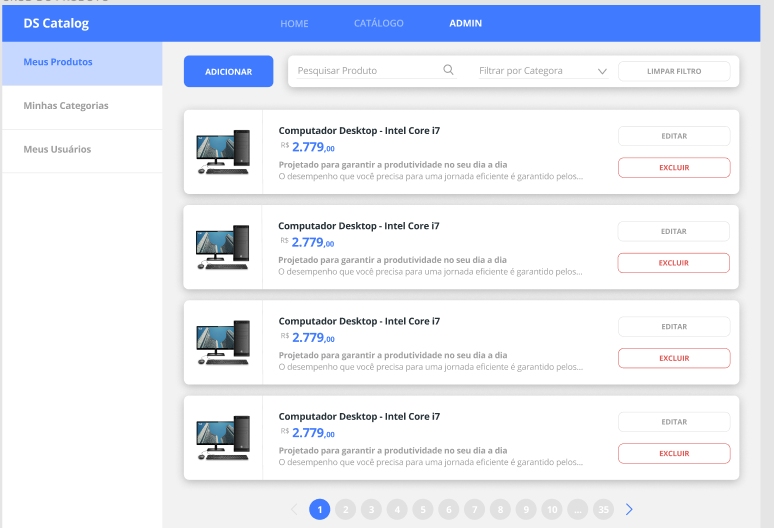 DS Catalog
HOME
CATÁLOGO
ADMIN
Meus Produtos
Minhas Categorias
Meus Usuários
ADICIONAR
Pesquisar Produto
Filtrar por Categora
LIMPAR FILTRO
Computador Desktop - Intel Core i7
R$ 2.779,00
Projetado para garantir a produtividade no seu dia a dia
O desempenho que você precisa para uma jornada eficiente é garantido pelos...
EDITAR
EXCLUIR
Computador Desktop - Intel Core i7
R$ 2.779,00
Projetado para garantir a produtividade no seu dia a dia
O desempenho que você precisa para uma jornada eficiente é garantido pelos...
EDITAR
EXCLUIR
Computador Desktop - Intel Core i7
R$ 2.779,00
Projetado para garantir a produtividade no seu dia a dia
O desempenho que você precisa para uma jornada eficiente é garantido pelos...
EDITAR
EXCLUIR
Computador Desktop - Intel Core i7
R$ 2.779,00
Projetado para garantir a produtividade no seu dia a dia
O desempenho que você precisa para uma jornada eficiente é garantido pelos...
EDITAR
EXCLUIR
1 2 3 4 5 6 7 8 9 10 ... 35